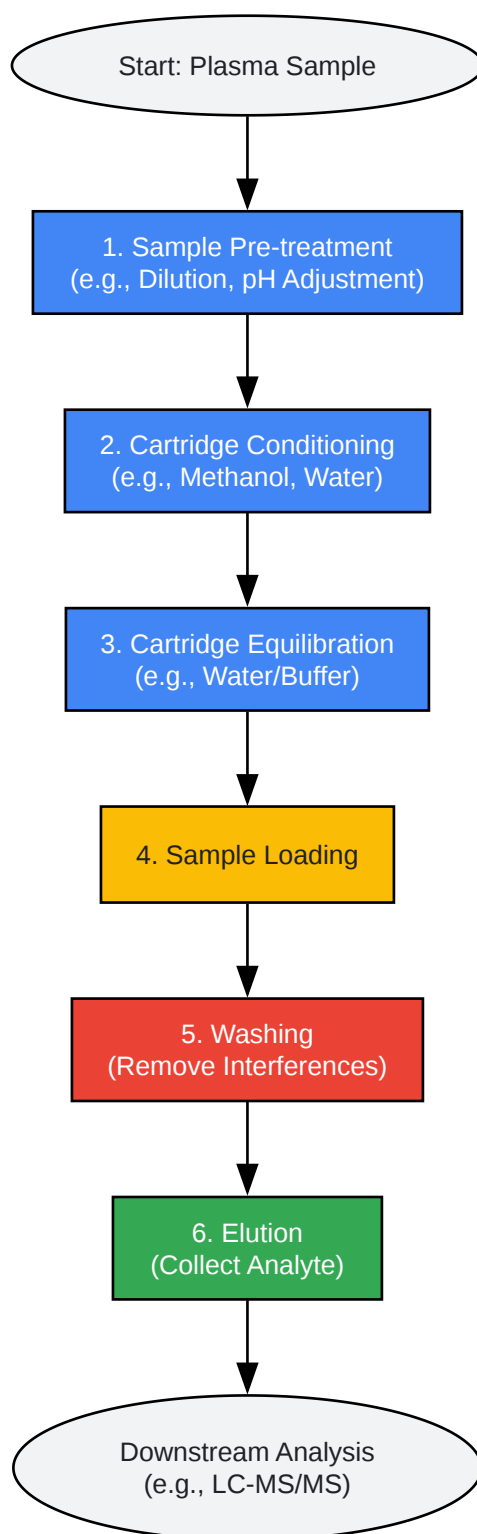 Start: Plasma Sample
1. Sample Pre-treatment
(e.g., Dilution, pH Adjustment)
2. Cartridge Conditioning
(e.g., Methanol, Water)
3. Cartridge Equilibration
(e.g., Water/Buffer)
4. Sample Loading
5. Washing
(Remove Interferences)
6. Elution
(Collect Analyte)
Downstream Analysis
(e.g., LC-MS/MS)